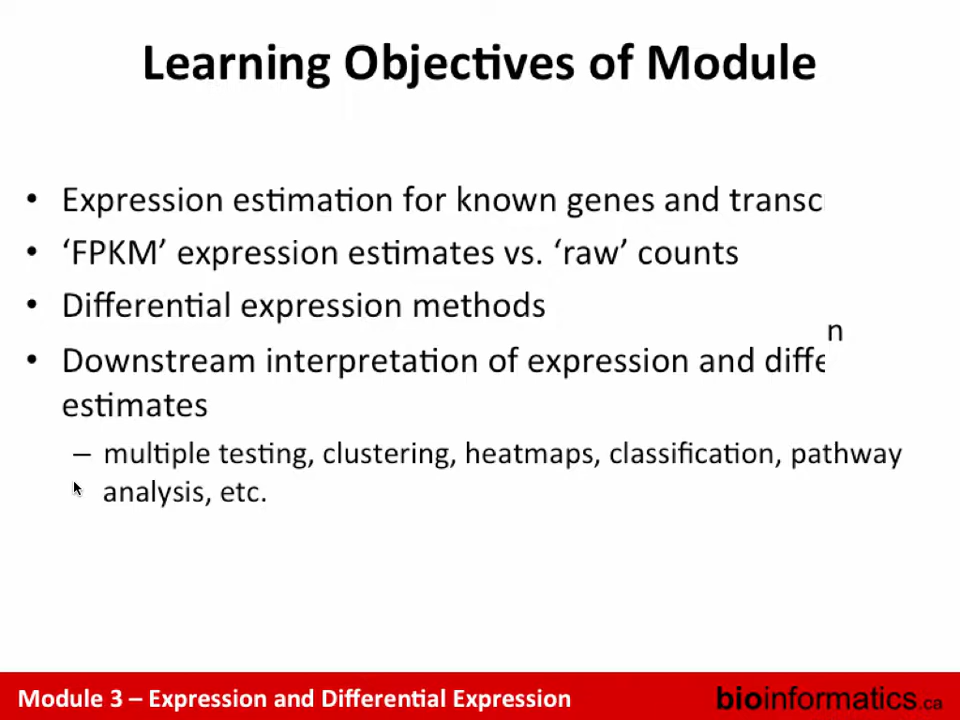 Learning Objectives of Module
• Expression estimation for known genes and transc
• ‘FPKM’ expression estimates vs. ‘raw’ counts
• Differential expression methods
n
• Downstream interpretation of expression and diffe
estimates
– multiple testing, clustering, heatmaps, classification, pathway
analysis, etc.
Module 3 – Expression and Differential Expression
bioinformatics.ca